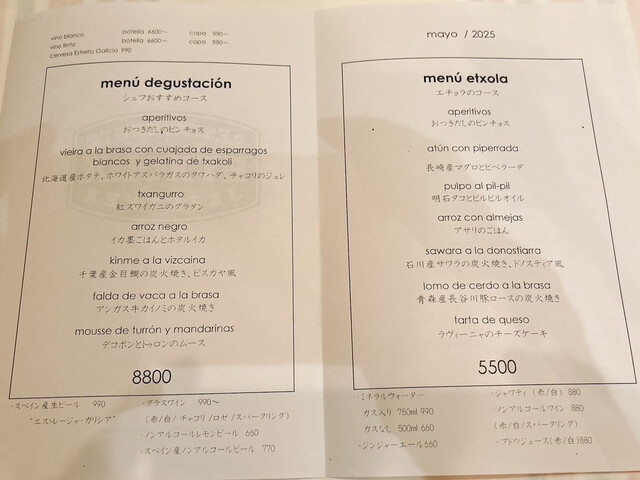 vino blanco botella 6600～ copa 990～
vino tinto botella 6600～ copa 990～
cervesa Estrella Galicia 990
menú degustación
シェフおすすめコース
aperitivos
おつきだしのピンチョス
vieira a la brasa con cuajada de esparragos
blancos y gelatina de txakoli
北海道産ホタテ、ホワイトアスパラガスのクワハダ、チャコリのジュレ
txangurro
紅ズワイガニのグラタン
arroz negro
イカ墨ごはんとホタルイカ
kinme a la vizcaina
千葉産金目鯛の炭火焼き、ビスカヤ風
falda de vaca a la brasa
アンガス牛カイノミの炭火焼き
mousse de turrón y mandarinas
デコポンとトゥロンのムース
8800
・スペイン産生ビール 990
"エストレージャ・ガリシア"
・グラスワイン 990～
(赤/白/チャコリ/ロゼ/スパークリング)
・ノンアルコールレモンビール 660
・スペイン産ノンアルコールビール 770
mayo / 2025
menú etxola
エチョラのコース
aperitivos
おつきだしのピンチョス
atún con piperrada
長崎産マグロとピペラーダ
pulpo al pil-pil
明石タコとピルピルオイル
arroz con almejas
アサリのごはん
sawara a la donostiarra
石川産サワラの炭火焼き、ドノスティア風
lomo de cerdo a la brasa
青森産長谷川豚ロースの炭火焼き
tarta de queso
ラヴィーニャのチーズケーキ
5500
・ミネラルウォーター
ガス入り 750ml 990
ガスなし 500ml 660
・ジンジャーエール 660
・ジャワティ (赤/白) 880
・ノンアルコールワイン 880
(赤/白/スパークリング)
・ブドウジュース(赤/白)880